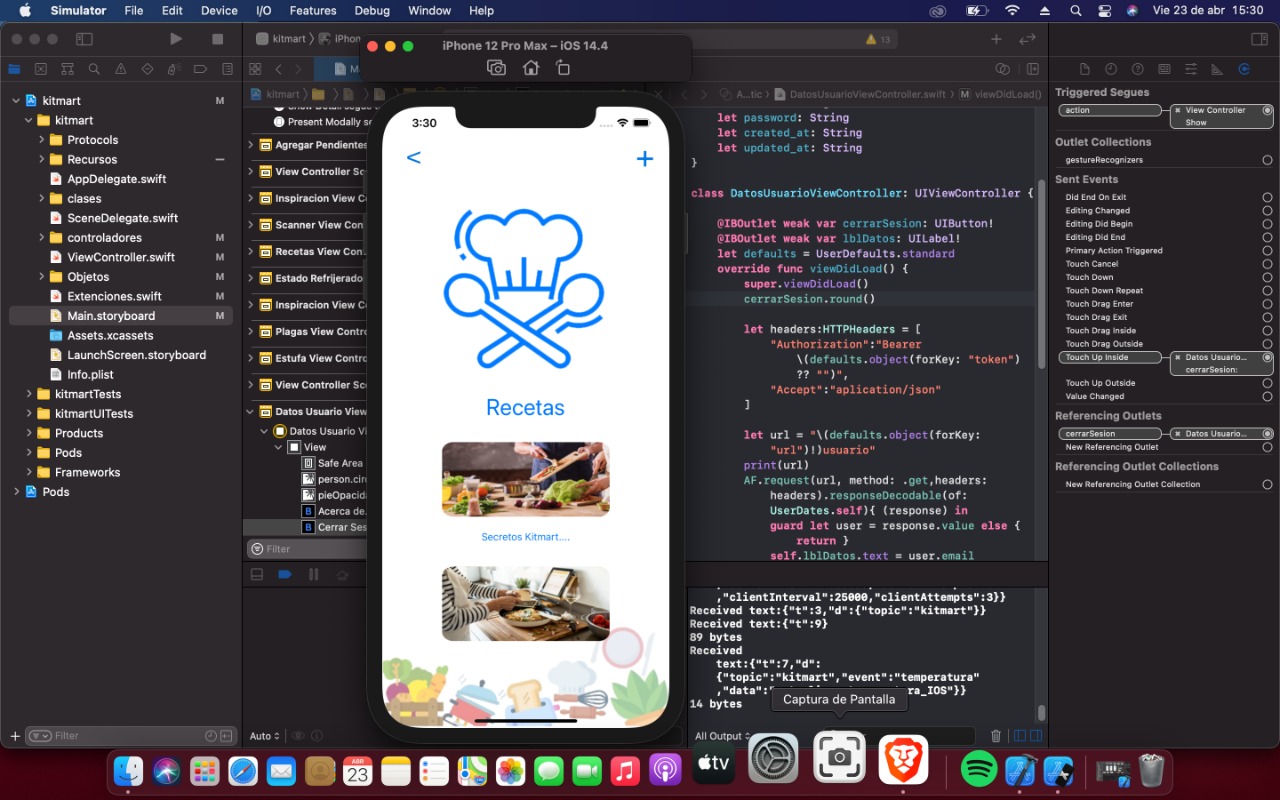 Simulator File Edit Device I/O Features Debug Window Help
Vie 23 de abr 15:30
kitmart
iPhone 12 Pro Max – iOS 14.4
13
kitmart
DatosUsuarioViewController.swift
viewDidLoad()
kitmart M
kitmart
Protocols
Recursos
AppDelegate.swift
clases
SceneDelegate.swift
controladores M
ViewController.swift M
Objetos M
Extenciones.swift M
Main.storyboard M
Assets.xcassets
LaunchScreen.storyboard
Info.plist
kitmartTests
kitmartUITests
Products
Pods
Frameworks
Pods
Filter
Present Modally se
Agregar Pendientes
View Controller Sc
Inspiracion View C
Scanner View Con
Recetas View Con
Estado Refrijerado
Inspiracion View C
Plagas View Contro
Estufa View Contro
View Controller Sc
Datos Usuario View
Datos Usuario Vi
View
Safe Area
person.circ
pieOpacida
Acerca de
Cerrar Ses
Filter
Auto
3:30
<
+
Recetas
Secretos Kitmart....
let password: String
let created_at: String
let updated_at: String
}
class DatosUsuarioViewController: UIViewController {
@IBOutlet weak var cerrarSesion: UIButton!
@IBOutlet weak var lblDatos: UILabel!
let defaults = UserDefaults.standard
override func viewDidLoad() {
super.viewDidLoad()
cerrarSesion.round()
let headers:HTTPHeaders = [
"Authorization":"Bearer
\(defaults.object(forKey: "token")
?? "")",
"Accept":"aplication/json"
]
let url = "\(defaults.object(forKey:
"url")!)usuario"
print(url)
AF.request(url, method: .get,headers:
headers).responseDecodable(of:
UserDates.self){ (response) in
guard let user = response.value else {
return }
self.lblDatos.text = user.email
,"clientInterval":25000,"clientAttempts":3}}
Received text:{"t":3,"d":{"topic":"kitmart"}}
Received text:{"t":9}
89 bytes
Received
text:{"t":7,"d":
{"topic":"kitmart","event":"temperatura"
14 bytes
All Output
Captura de Pantalla
Triggered Segues
action
View Controller
Show
Outlet Collections
gestureRecognizers
Sent Events
Did End On Exit
Editing Changed
Editing Did Begin
Editing Did End
Primary Action Triggered
Touch Cancel
Touch Down
Touch Down Repeat
Touch Drag Enter
Touch Drag Exit
Touch Drag Inside
Touch Drag Outside
Touch Up Inside
Datos Usuario...
cerrarSesion:
Touch Up Outside
Value Changed
Referencing Outlets
cerrarSesion
Datos Usuario...
New Referencing Outlet
Referencing Outlet Collections
New Referencing Outlet Collection
ABR
23
tv